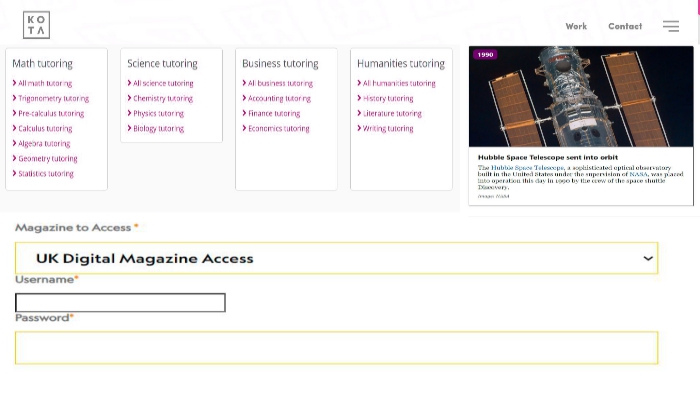 KO
TA
Work Contact
Math tutoring
All math tutoring
Trigonometry tutoring
Pre-calculus tutoring
Calculus tutoring
Algebra tutoring
Geometry tutoring
Statistics tutoring
Science tutoring
All science tutoring
Chemistry tutoring
Physics tutoring
Biology tutoring
Business tutoring
All business tutoring
Accounting tutoring
Finance tutoring
Economics tutoring
Humanities tutoring
All humanities tutoring
History tutoring
Literature tutoring
Writing tutoring
1990
Hubble Space Telescope sent into orbit
The Hubble Space Telescope, a sophisticated optical observatory
built in the United States under the supervision of NASA, was placed
into operation this day in 1990 by the crew of the space shuttle
Discovery.
Images: NASA
Magazine to Access *
UK Digital Magazine Access
Username*
Password*